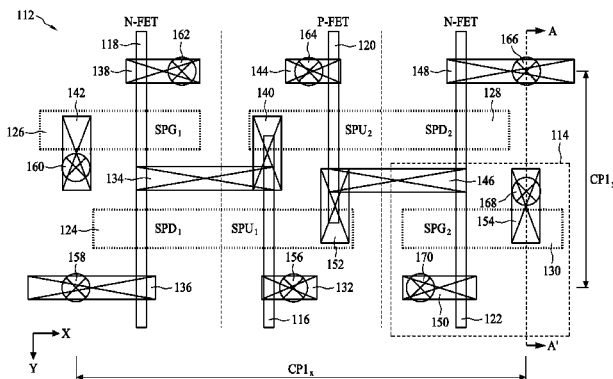 112
N-FET
P-FET
N-FET
A
118
162
164
120
166
138
144
148
142
140
128
126
SPG1
SPU2
SPD2
114
160
134
146
CP1y
168
154
124
SPD1
SPU1
152
SPG2
130
158
156
170
136
132
150
116
122
X
Y
A'
CP1x